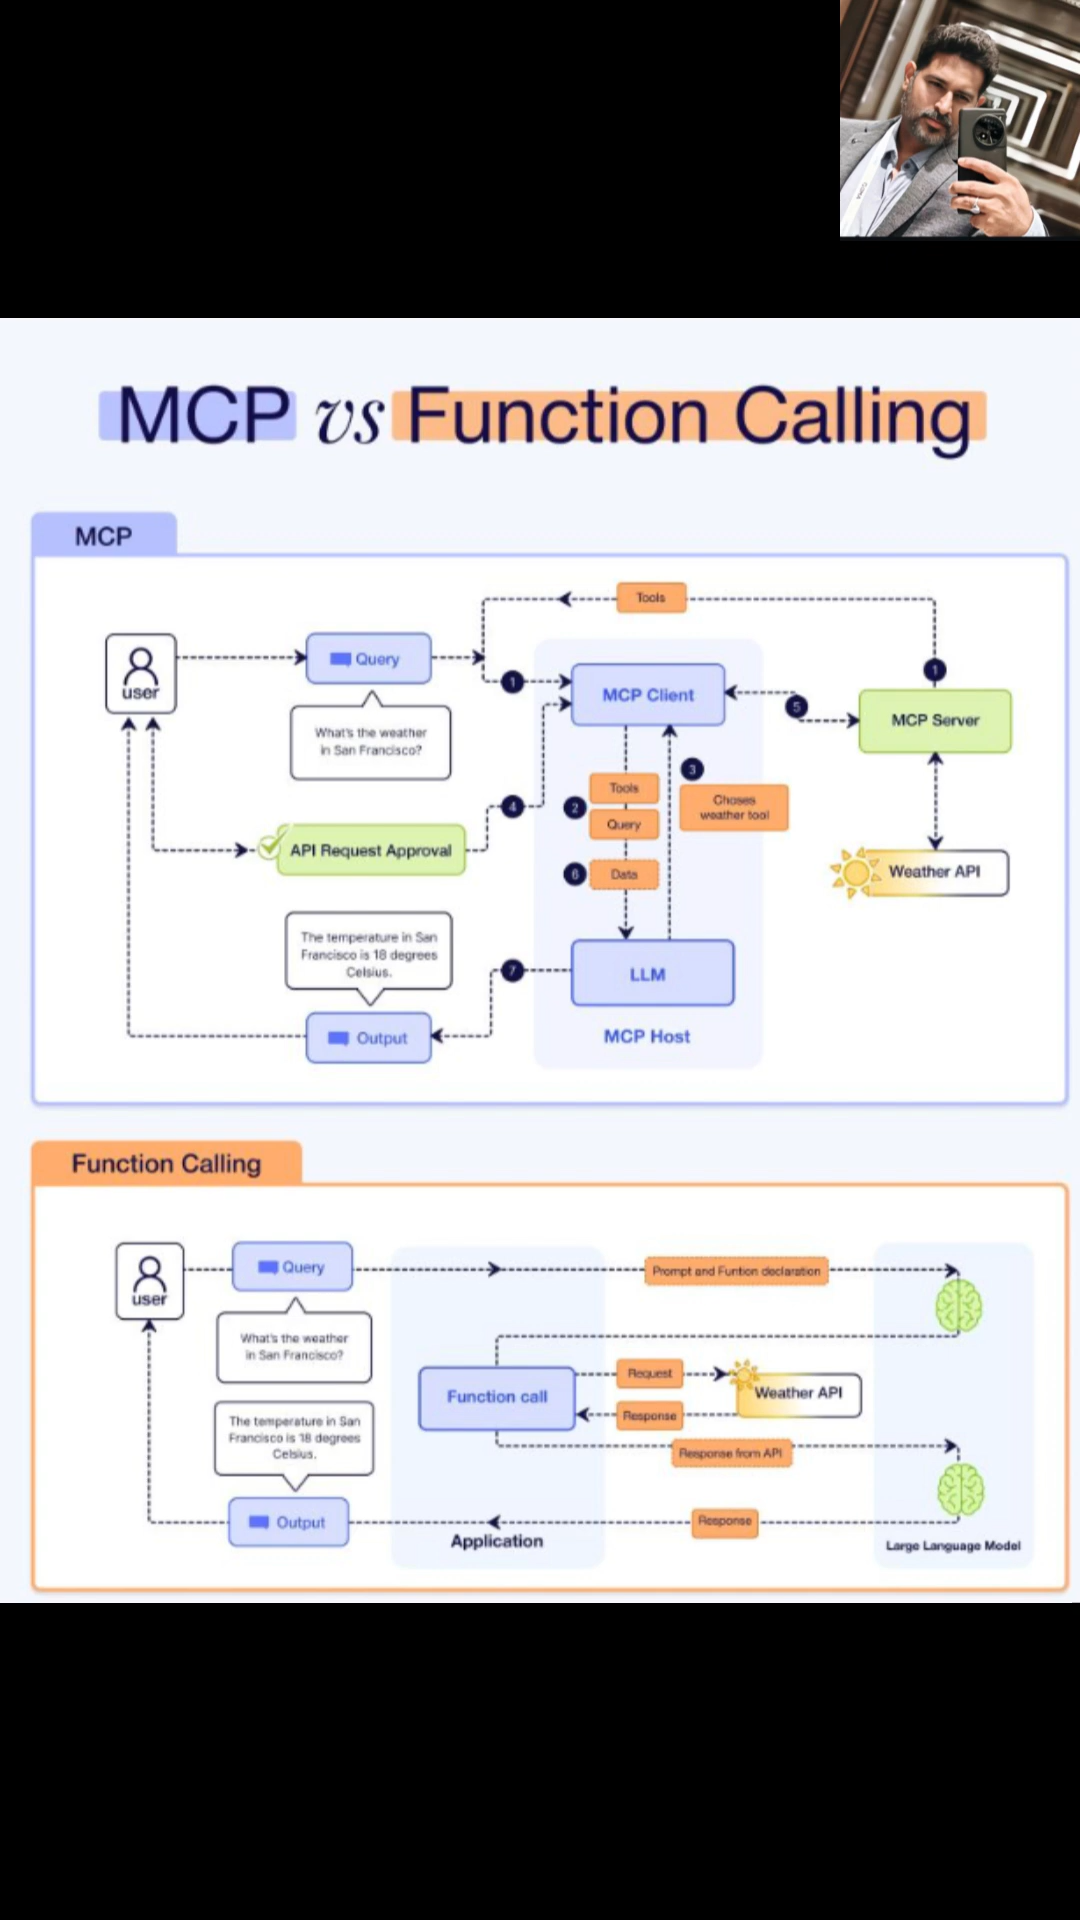 MCP vs Function Calling
MCP
Tools
user
Query
What's the weather
in San Francisco?
1
MCP Client
1
5
MCP Server
3
Choses
weather tool
2
Tools
Query
4
API Request Approval
6
Data
Weather API
The temperature in San
Francisco is 18 degrees
Celsius.
7
LLM
Output
MCP Host
Function Calling
user
Query
Prompt and Funtion declaration
What's the weather
in San Francisco?
Function call
Request
Weather API
Response
The temperature in San
Francisco is 18 degrees
Celsius.
Response from API
Output
Response
Application
Large Language Model